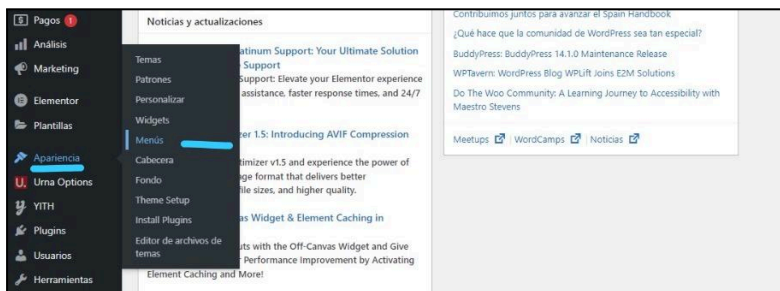 Pagos 1
Análisis
Marketing
Elementor
Plantillas
Apariencia
Urna Options
YITH
Plugins
Usuarios
Herramientas
Temas
Patrones
Personalizar
Widgets
Menús
Cabecera
Fondo
Theme Setup
Install Plugins
Editor de archivos de
temas
Noticias y actualizaciones
atinum Support: Your Ultimate Solution
Support
Support: Elevate your Elementor experience
assistance, faster response times, and 24/7
zer 1.5: Introducing AVIF Compression
timizer v1.5 and experience the power of
ge format that delivers better
file sizes, and higher quality.
as Widget & Element Caching in
uts with the Off-Canvas Widget and Give
Performance Improvement by Activating
Element Caching and More!
Contribuimos juntos para avanzar el Spain Handbook
¿Qué hace que la comunidad de WordPress sea tan especial?
BuddyPress: BuddyPress 14.1.0 Maintenance Release
WPTavern: WordPress Blog WPLift Joins E2M Solutions
Do The Woo Community: A Learning Journey to Accessibility with
Maestro Stevens
Meetups | WordCamps | Noticias